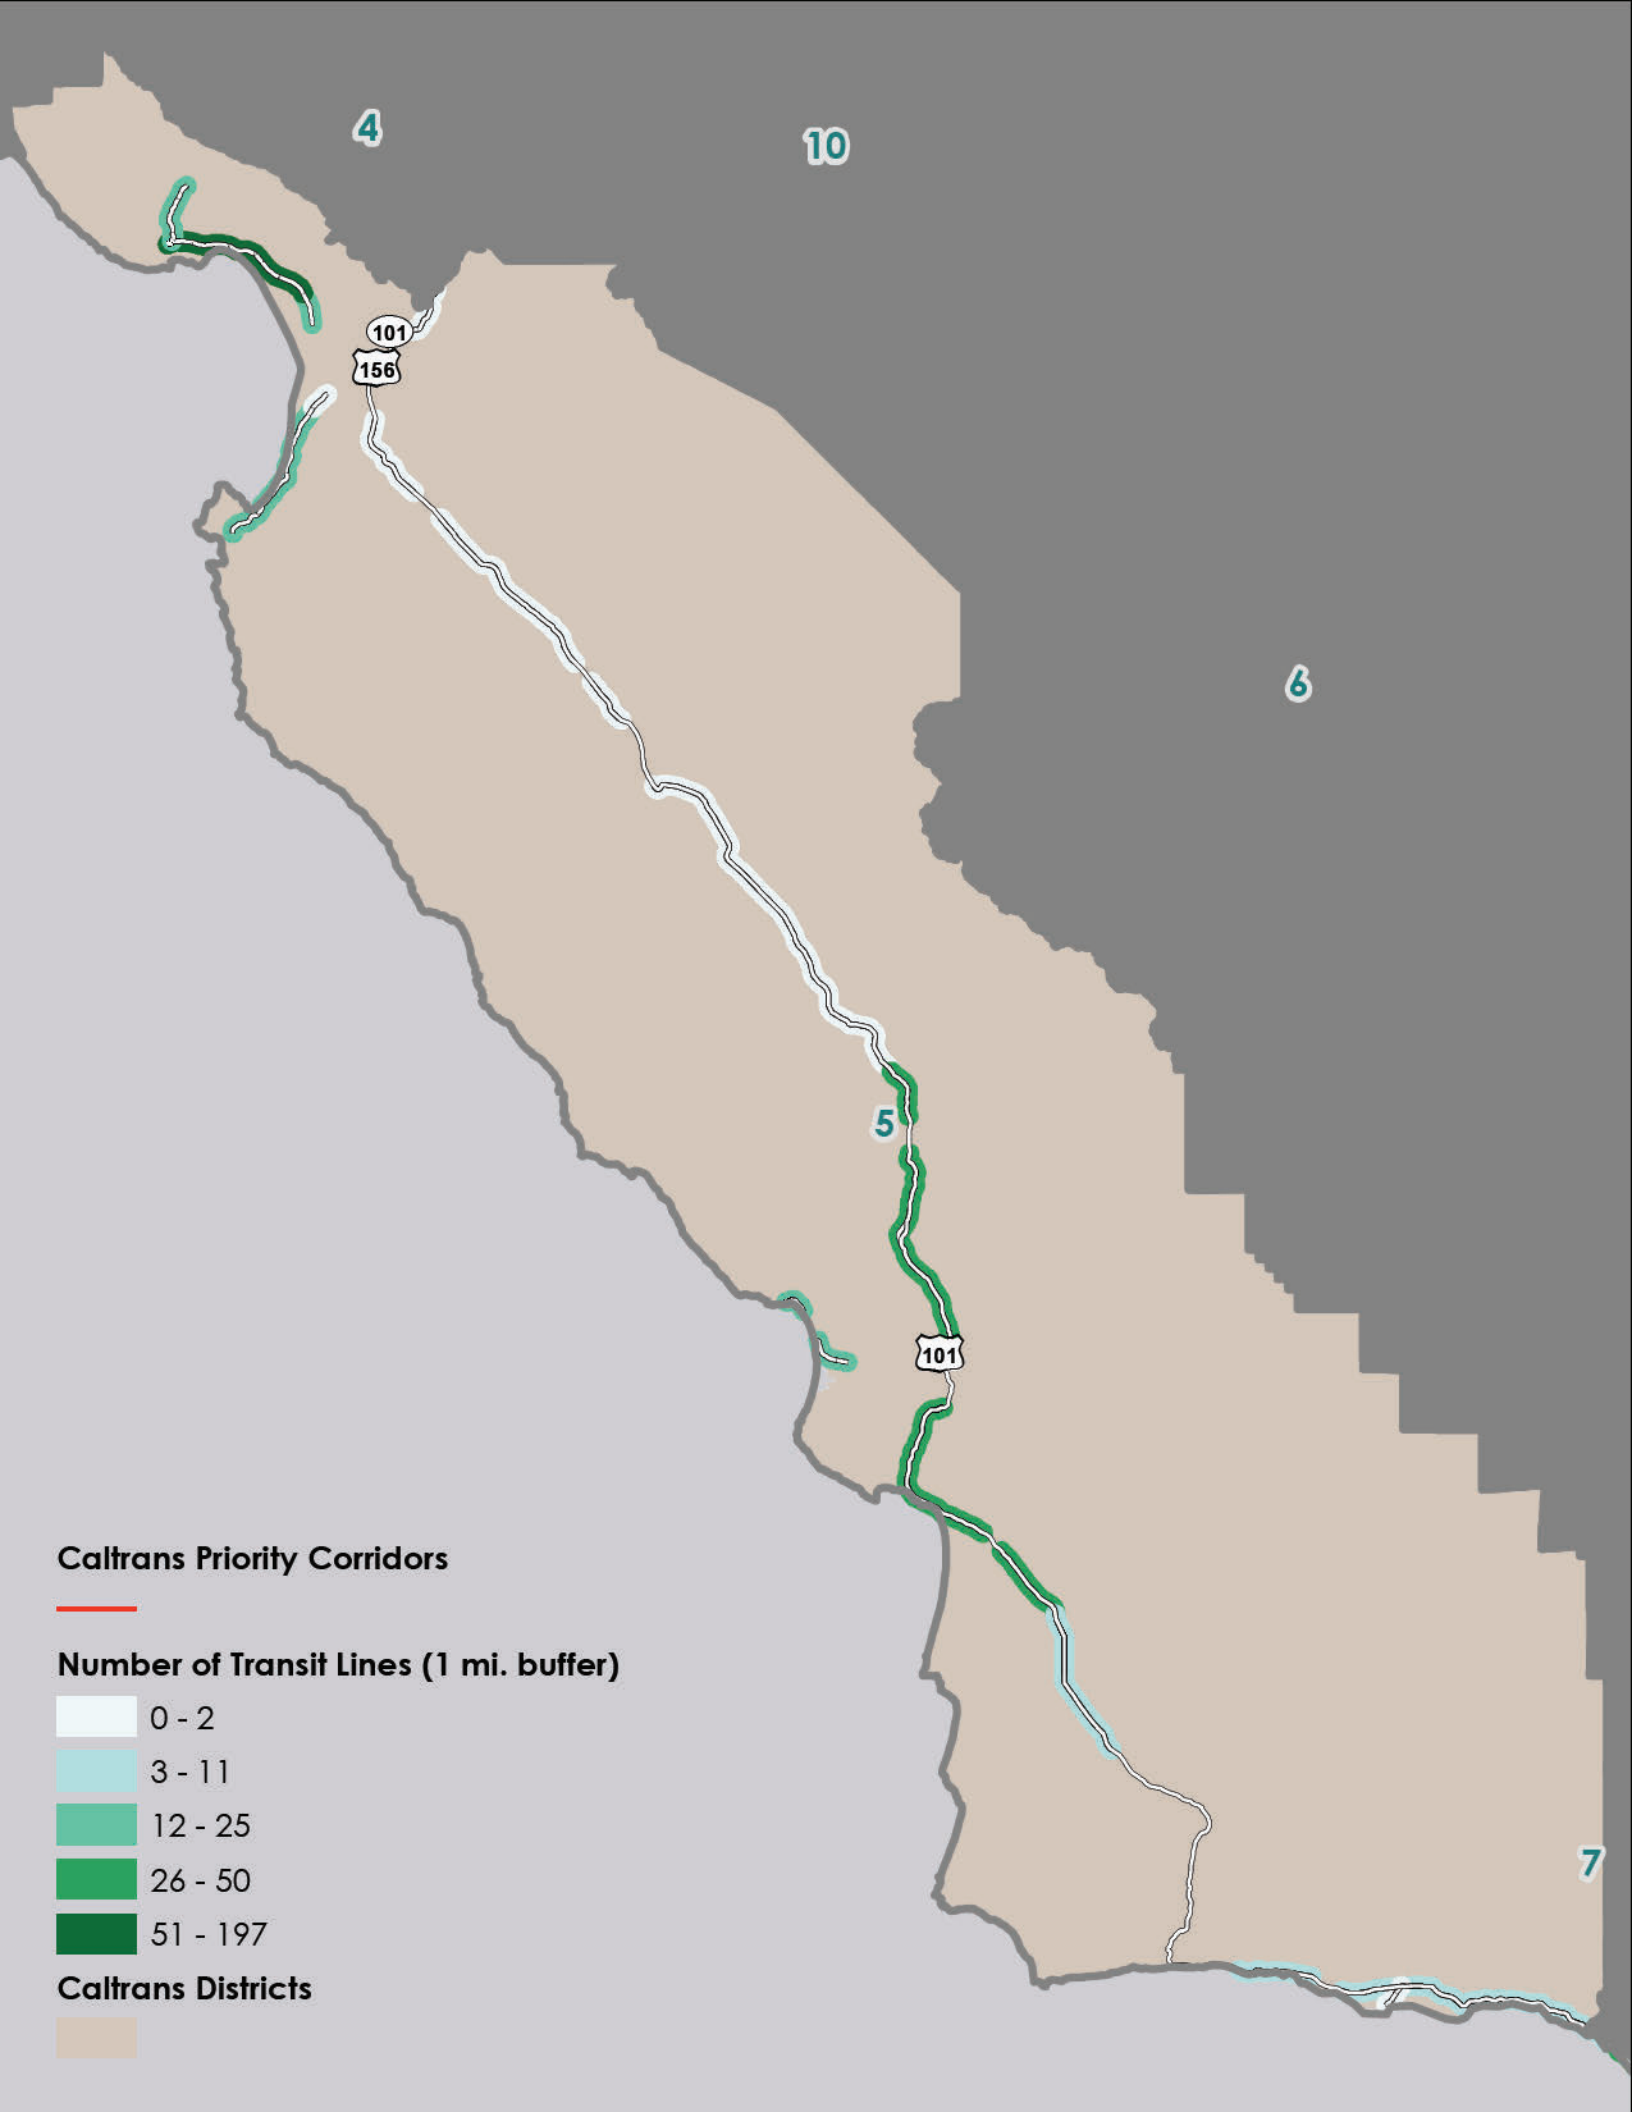 4
10
101
156
6
5
101
Caltrans Priority Corridors
Number of Transit Lines (1 mi. buffer)
0 - 2
3 - 11
12 - 25
26 - 50
51 - 197
7
Caltrans Districts